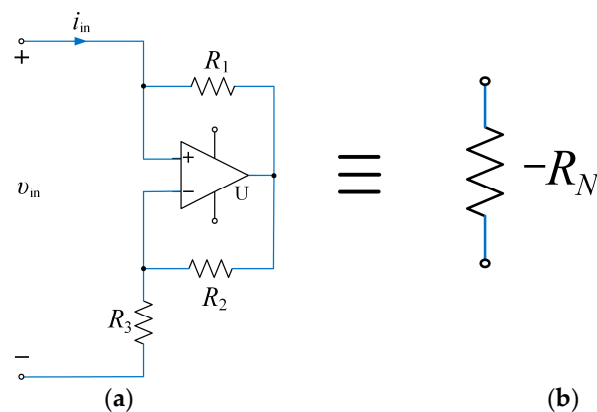 i_in
+
R_1
+
U
−
v_in
R_2
R_3
−
≡
−R_N
(a)
(b)